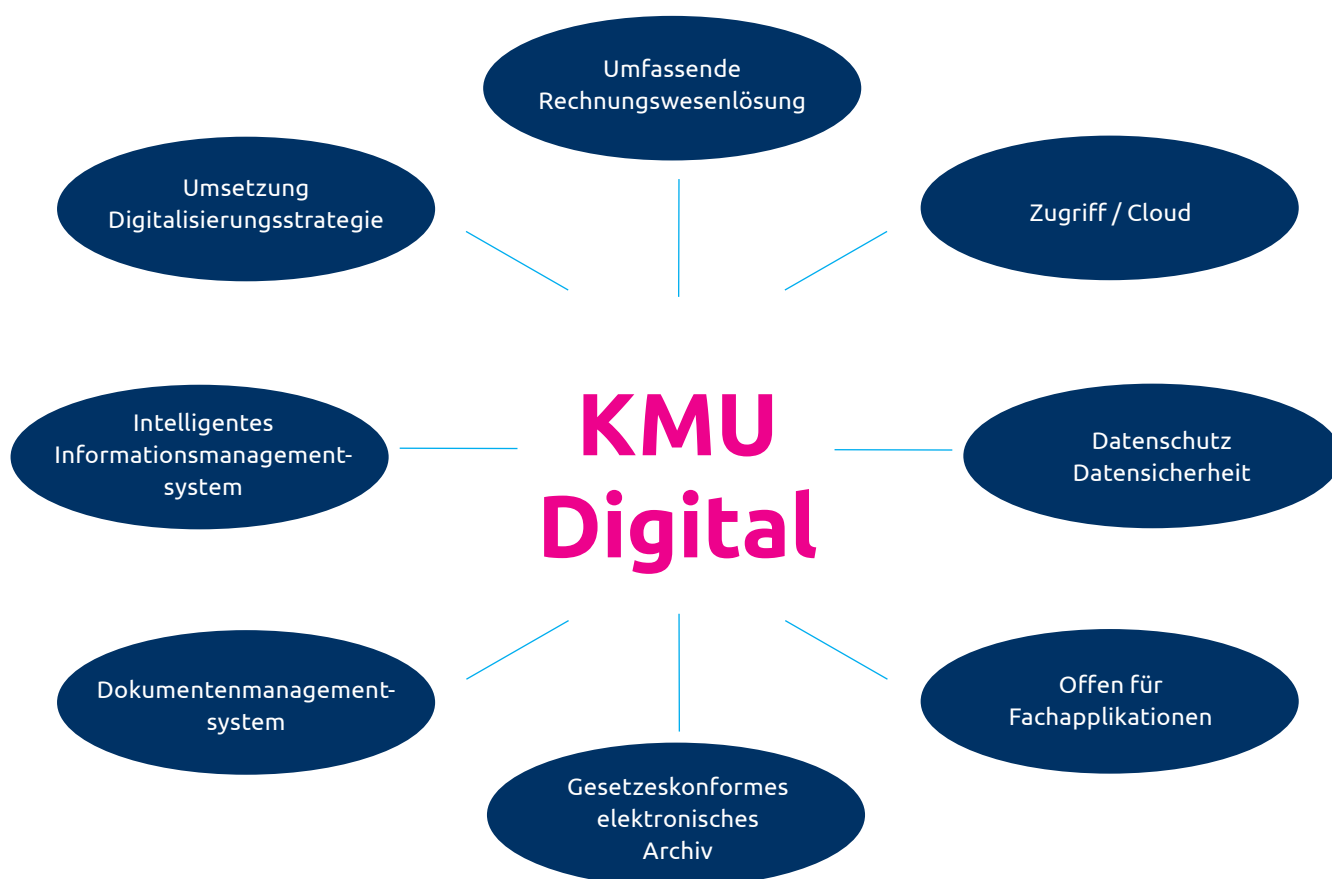 Umfassende
Rechnungswesenlösung
Umsetzung
Digitalisierungsstrategie
Zugriff / Cloud
KMU
Digital
Intelligentes
Informationsmanagement-
system
Datenschutz
Datensicherheit
Dokumentenmanagement-
system
Offen für
Fachapplikationen
Gesetzeskonformes
elektronisches
Archiv